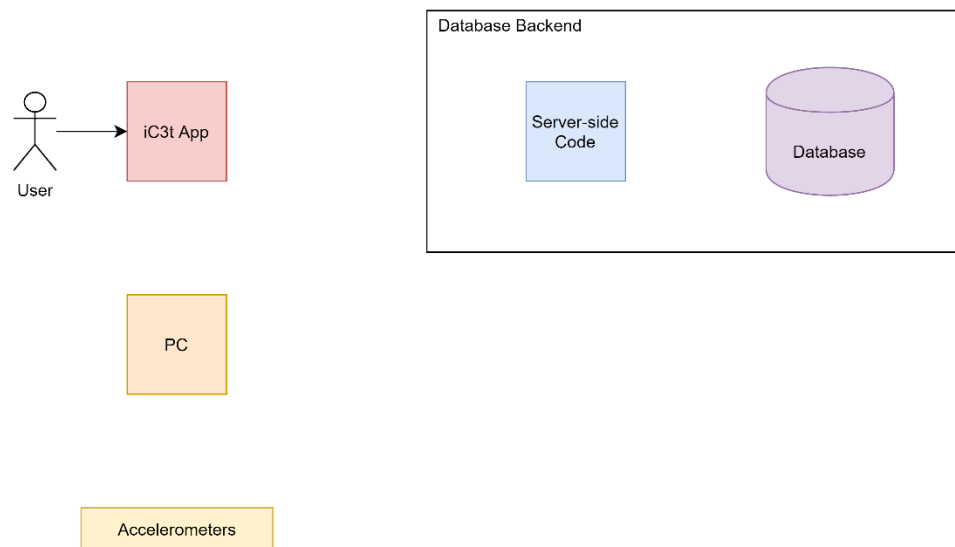 Database Backend
iC3t App
Server-side
Code
Database
User
PC
Accelerometers